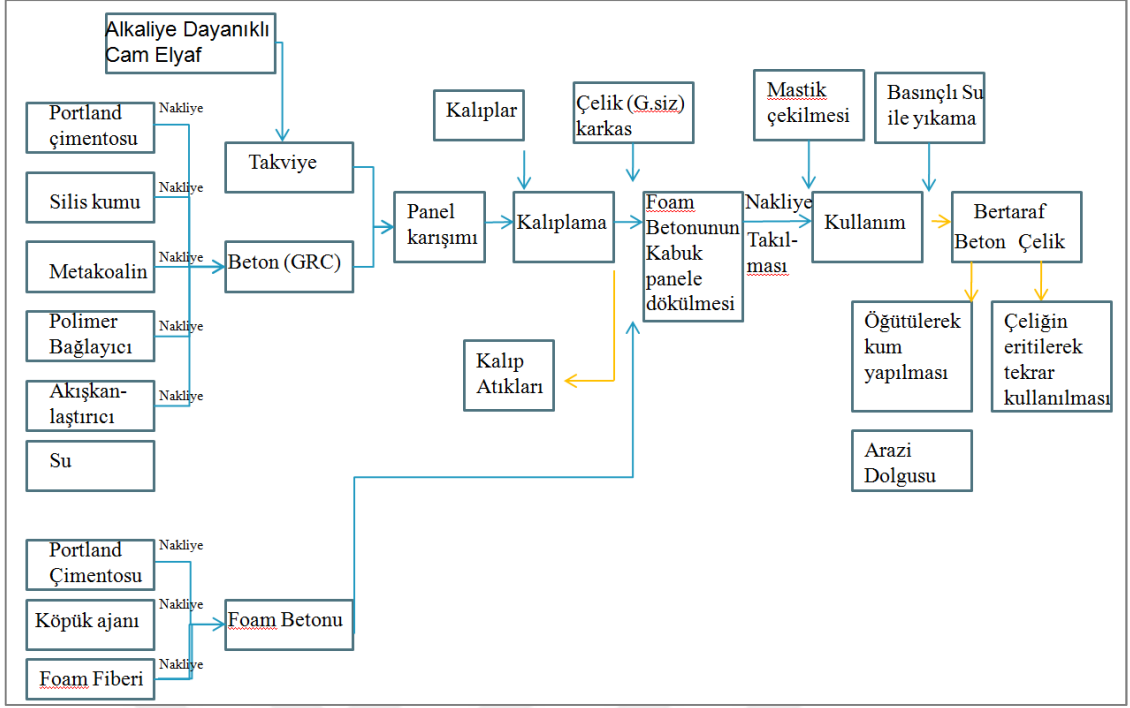 Alkaliye Dayanıklı
Cam Elyaf
Portland
çimentosu
Nakliye
Silis kumu
Nakliye
Metakoalin
Nakliye
Polimer
Bağlayıcı
Nakliye
Akışkan-
laştırıcı
Nakliye
Su
Takviye
Beton (GRC)
Panel
karışımı
Kalıplar
Kalıplama
Kalıp
Atıkları
Çelik (G.siz)
karkas
Foam
Betonunun
Kabuk
panele
dökülmesi
Nakliye
Takıl-
ması
Mastik
çekilmesi
Basınçlı Su
ile yıkama
Kullanım
Bertaraf
Beton Çelik
Öğütülerek
kum
yapılması
Çeliğin
eritilerek
tekrar
kullanılması
Arazi
Dolgusu
Portland
Çimentosu
Nakliye
Köpük ajanı
Nakliye
Foam Fiberi
Nakliye
Foam Betonu